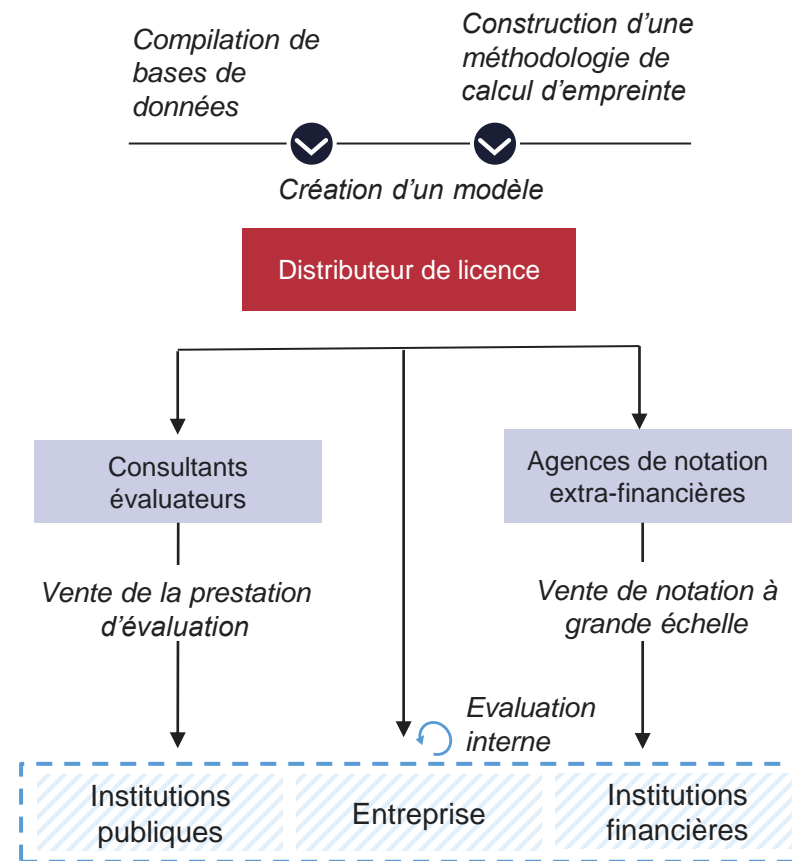 Compilation de
bases de
données
Construction d’une
méthodologie de
calcul d’empreinte
Création d’un modèle
Distributeur de licence
Consultants
évaluateurs
Agences de notation
extra-financières
Vente de la prestation
d’évaluation
Vente de notation à
grande échelle
Evaluation
interne
Institutions
publiques
Entreprise
Institutions
financières